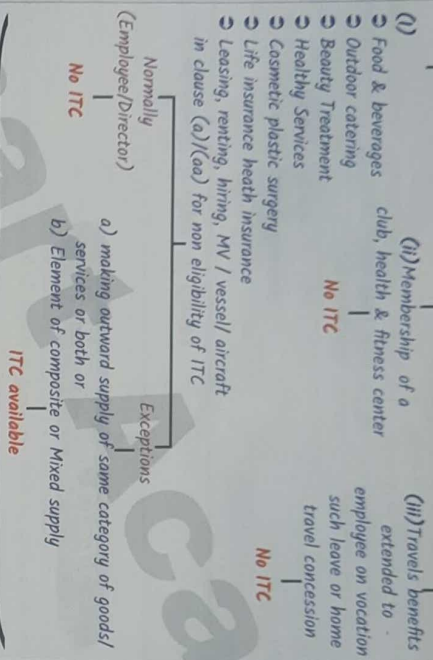 (i)
➲ Food & beverages
➲ Outdoor catering
➲ Beauty Treatment
➲ Healthy Services
➲ Cosmetic plastic surgery
➲ Life insurance heath insurance
➲ Leasing, renting, hiring, MV / vessel/ aircraft
in clause (a)/(aa) for non eligibility of ITC
Normally
(Employee/Director)
No ITC
Exceptions
a) making outward supply of same category of goods/
services or both or
b) Element of composite or Mixed supply
ITC available
(ii) Membership of a
club, health & fitness center
No ITC
(iii) Travels benefits
extended to
employee on vocation
such leave or home
travel concession
No ITC